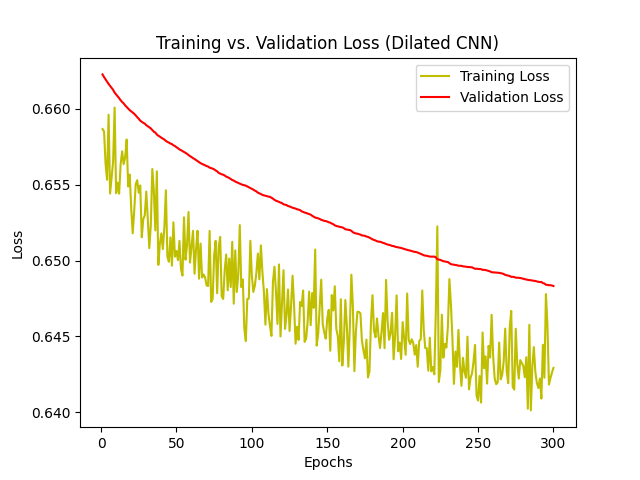 Training vs. Validation Loss (Dilated CNN)
Training Loss
Validation Loss
0.660
0.655
0.650
0.645
0.640
Loss
0 50 100 150 200 250 300
Epochs